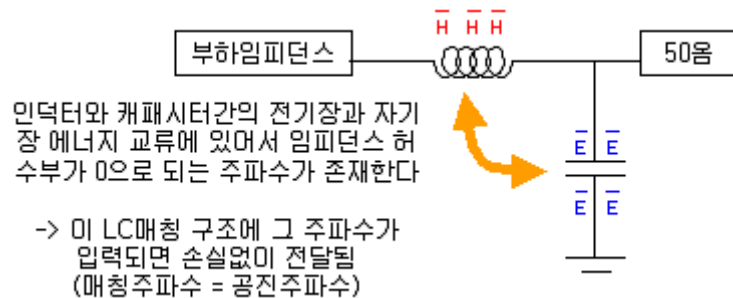 H H H
부하임피던스
50옴
인덕터와 캐패시터간의 전기장과 자기
장 에너지 교류에 있어서 임피던스 허
수부가 0으로 되는 주파수가 존재한다
E E
E E
-> 이 LC매칭 구조에 그 주파수가
입력되면 손실없이 전달됨
(매칭주파수 = 공진주파수)